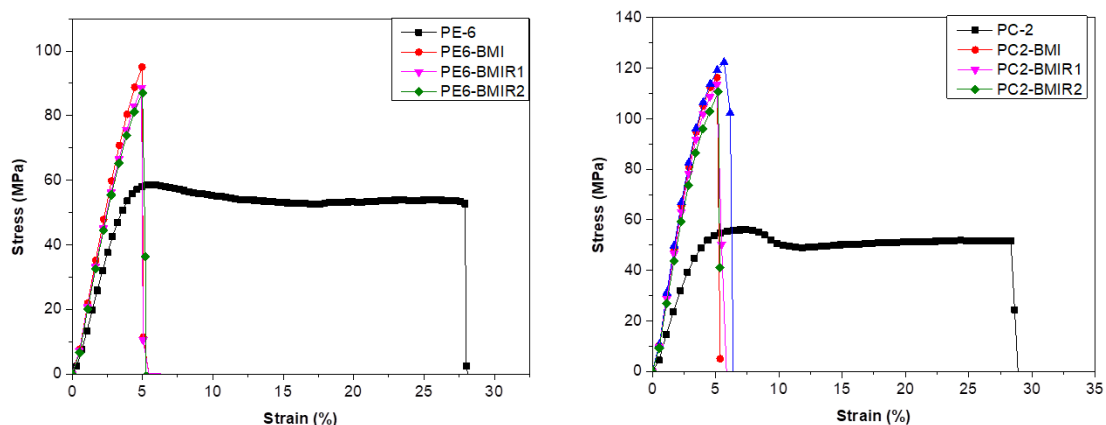 PE-6
PE6-BMI
PE6-BMIR1
PE6-BMIR2
100
80
60
40
20
0
Stress (MPa)
0 5 10 15 20 25 30
Strain (%)
PC-2
PC2-BMI
PC2-BMIR1
PC2-BMIR2
140
120
100
80
60
40
20
0
Stress (MPa)
0 5 10 15 20 25 30 35
Strain (%)